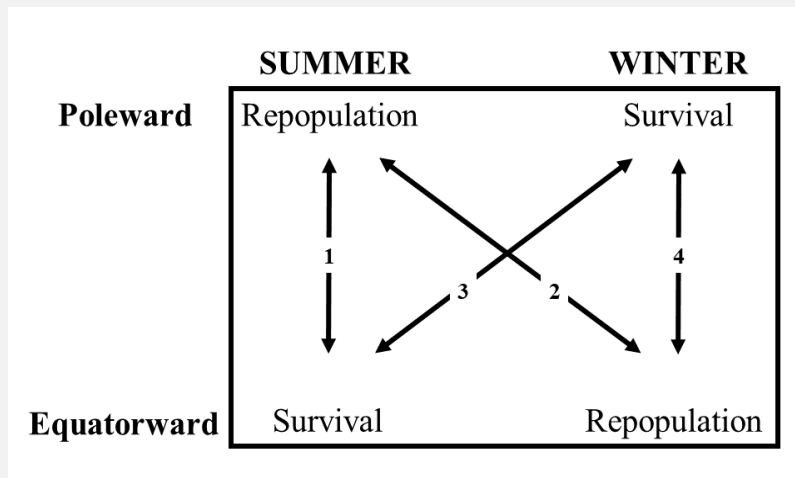 SUMMER WINTER
Poleward Repopulation Survival
1 4
3 2
Equatorward Survival Repopulation